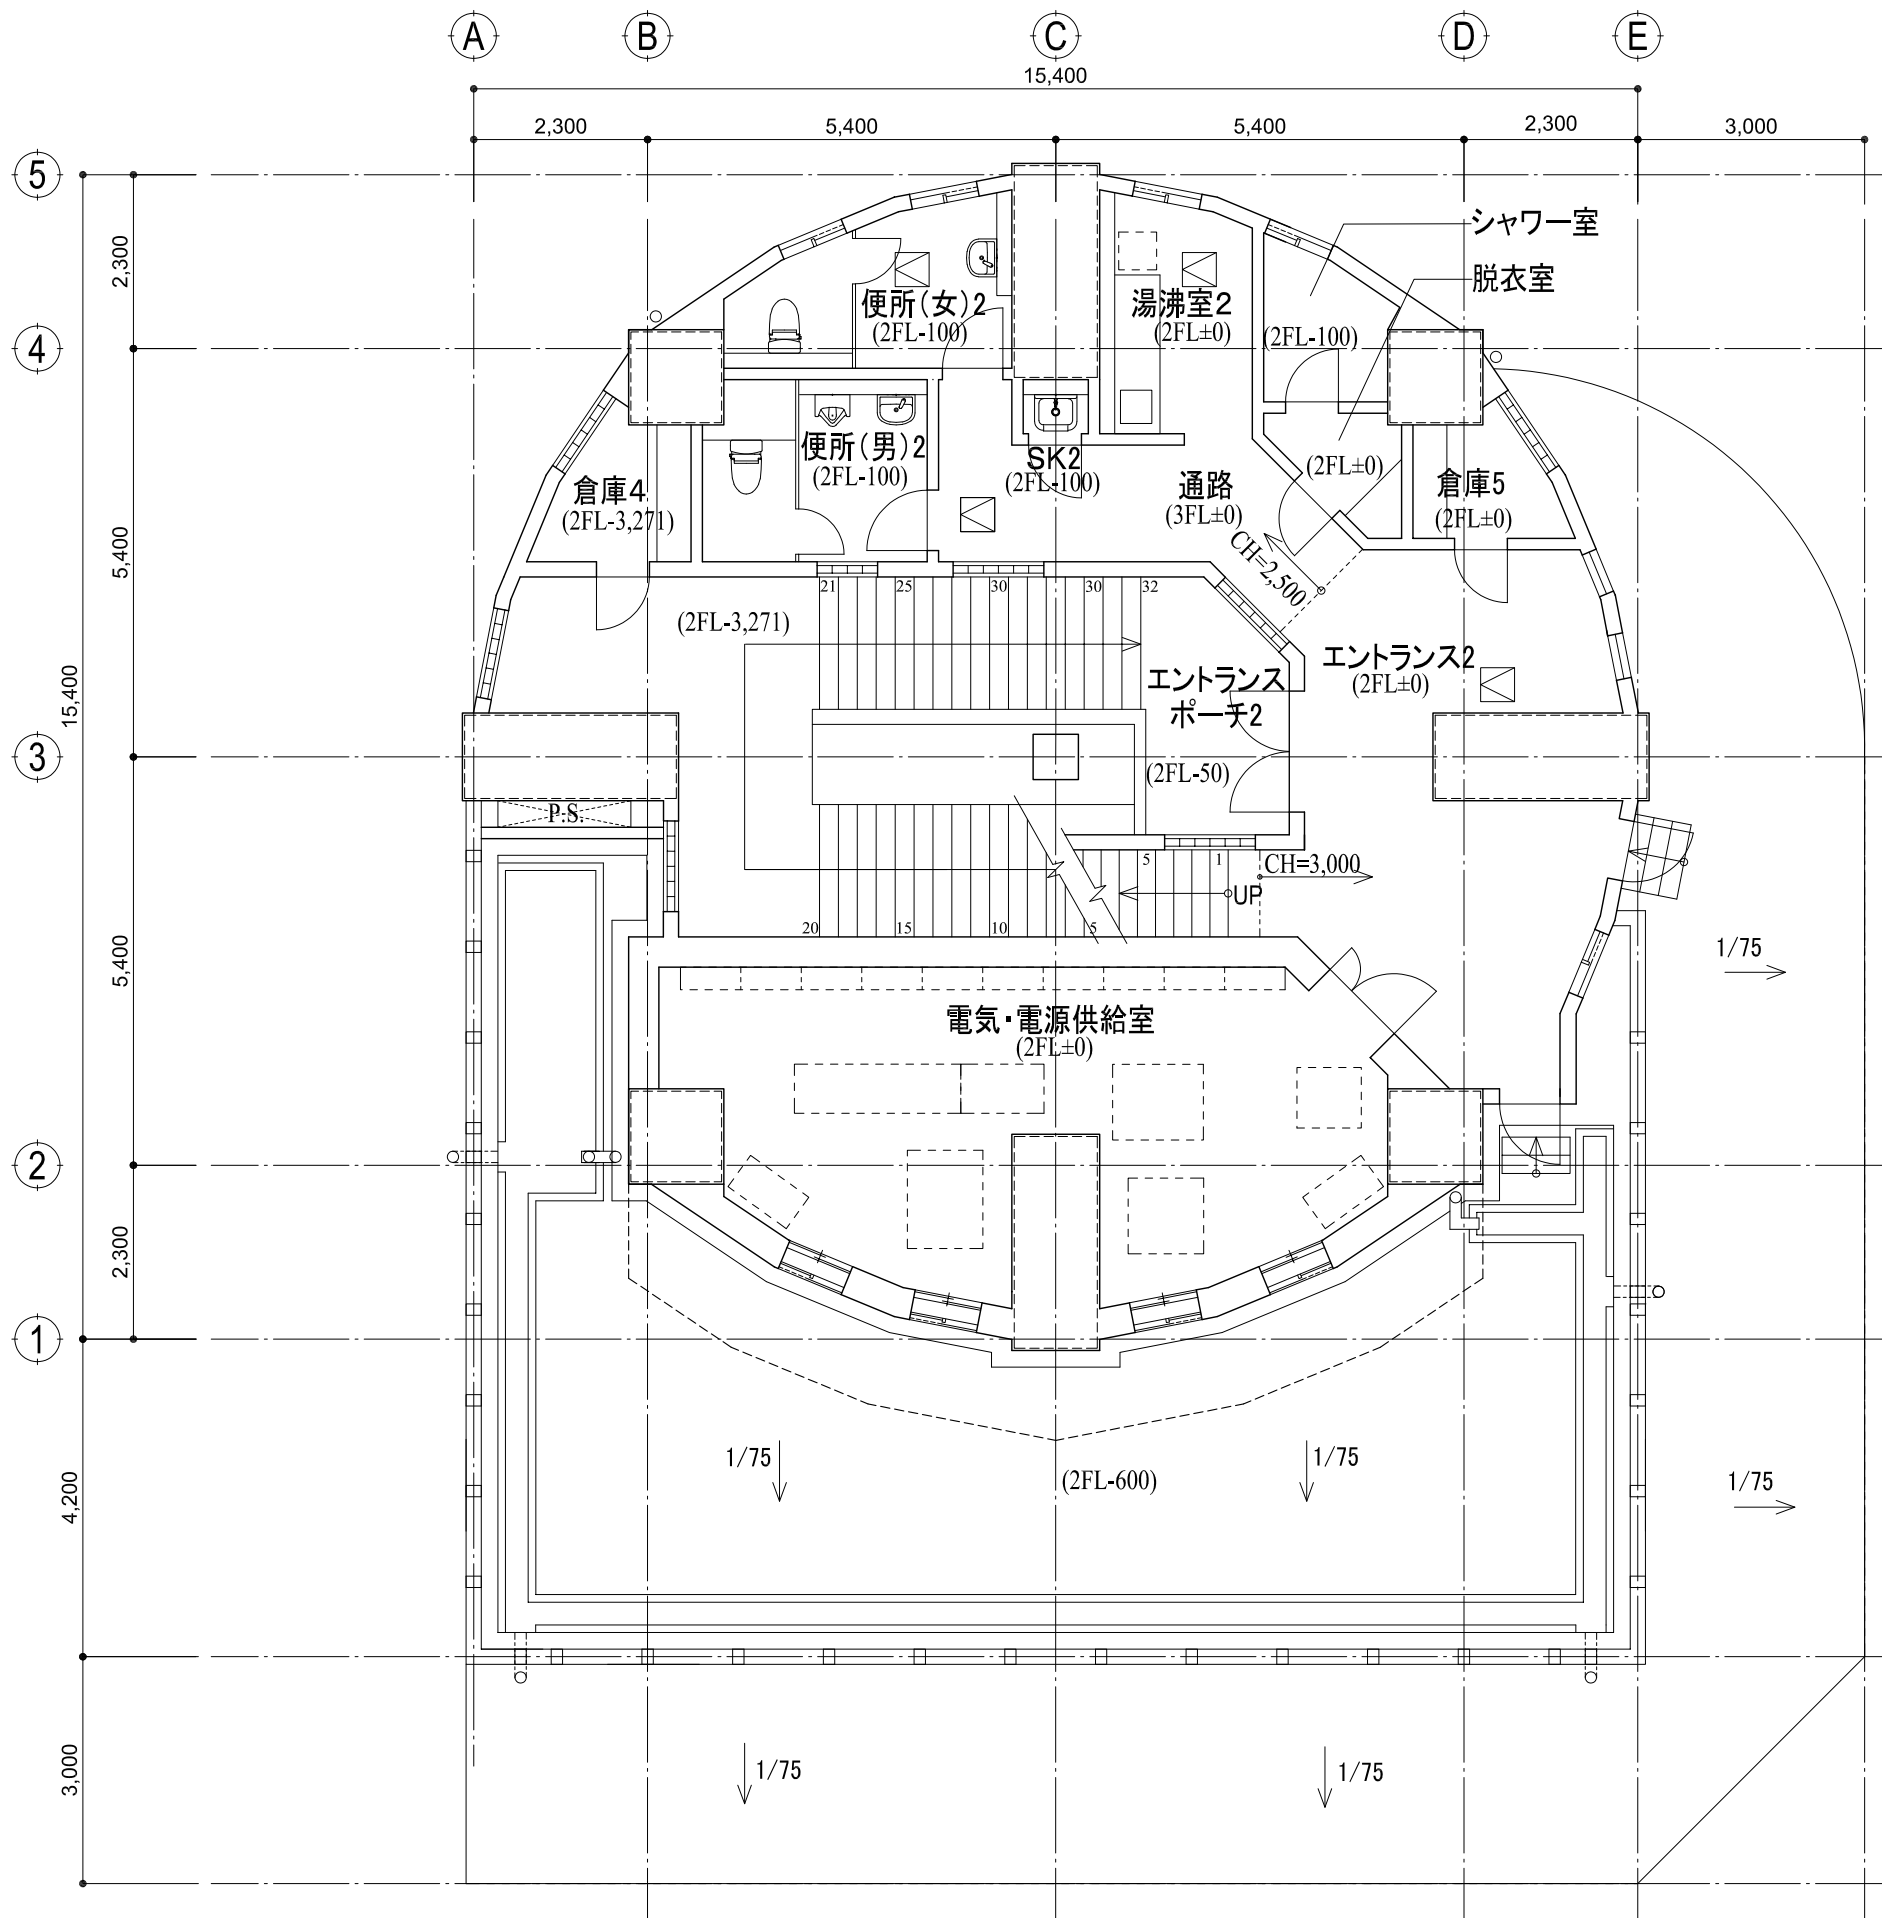 A
B
C
D
E
15,400
2,300
5,400
5,400
2,300
3,000
5
4
3
2
1
2,300
5,400
15,400
5,400
2,300
4,200
3,000
シャワー室
脱衣室
便所(女)2
(2FL-100)
湯沸室2
(2FL±0)
(2FL-100)
便所(男)2
(2FL-100)
SK2
(2FL-100)
(2FL±0)
倉庫4
(2FL-3,271)
通路
(3FL±0)
倉庫5
(2FL±0)
CH=2,500
21
25
30
30
32
(2FL-3,271)
エントランス
ポーチ2
(2FL-50)
エントランス2
(2FL±0)
P.S.
5
1
CH=3,000
UP
20
15
10
5
1/75
電気・電源供給室
(2FL±0)
1/75
1/75
(2FL-600)
1/75
1/75
1/75